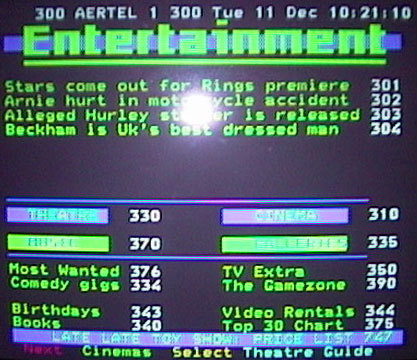 300 AERTEL 1 300 Tue 11 Dec 10:21:10
Entertainment
Stars come out for Rings premiere 301
Arnie hurt in motorcycle accident 302
Alleged Hurley is released 303
Beckham is Uk's best dressed man 304
THEATRE 330 CINEMA 310
MUSIC 370 GALLERIES 335
Most Wanted 376 TV Extra 350
Comedy gigs 334 The Gamezone 390
Birthdays 343 Video Rentals 344
Books 340 Top 30 Chart 375
LATE LATE TOY SHOW: PRICE LIST 747
Next Cinemas Select Theatre Guide